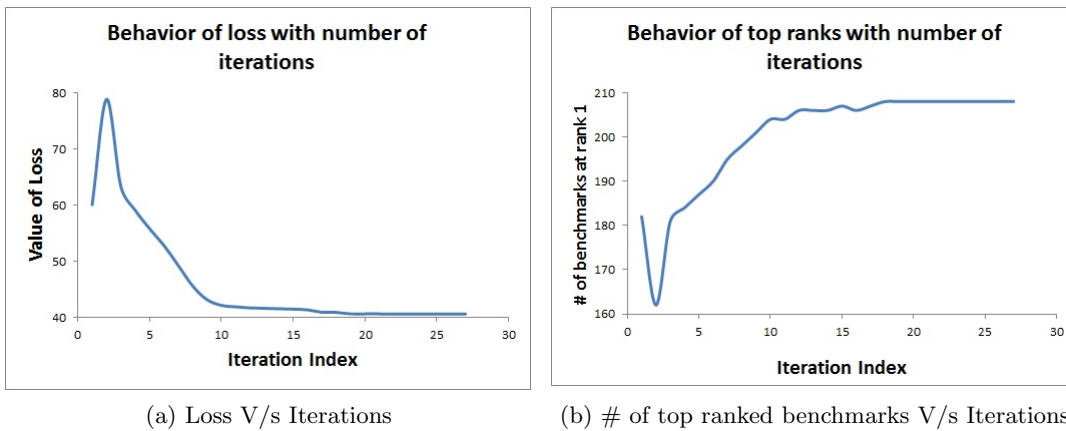 Behavior of loss with number of
iterations
80
70
60
50
40
Value of Loss
0 5 10 15 20 25 30
Iteration Index
(a) Loss V/s Iterations
Behavior of top ranks with number of
iterations
210
200
190
180
170
160
# of benchmarks at rank 1
0 5 10 15 20 25 30
Iteration Index
(b) # of top ranked benchmarks V/s Iterations